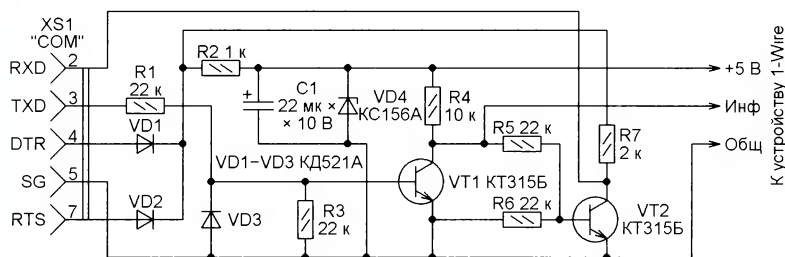 XS1
"COM"
RXD 2
TXD 3
DTR 4
SG 5
RTS 7
R1
22 к
VD1
VD2
R2 1 к
C1
22 мк ×
× 10 В
VD4
КС156А
R4
10 к
VD1–VD3 КД521А
VD3
R3
22 к
R5 22 к
VT1 КТ315Б
R6 22 к
R7
2 к
VT2
КТ315Б
+5 В
Инф
Общ
К устройству 1-Wire